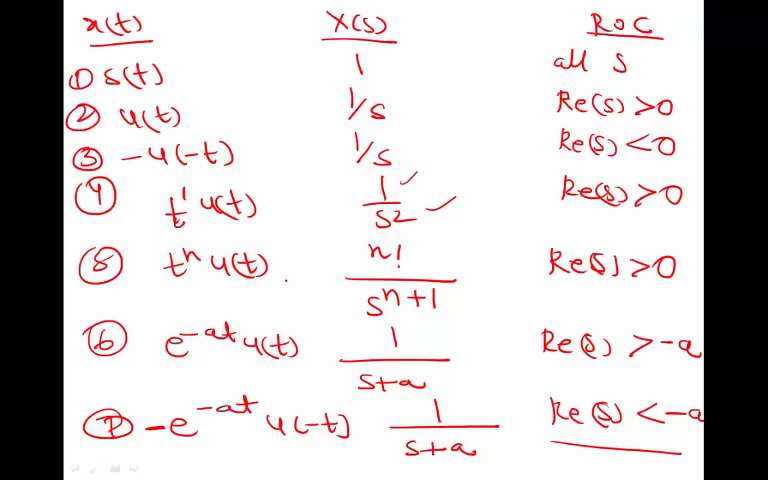 x(t) X(s) ROC
① δ(t) 1 all s
② u(t) 1/s Re(s) >0
③ -u(-t) 1/s Re(s) <0
④ t¹ u(t) 1/s² Re(s) >0
⑤ tⁿ u(t) n!/sⁿ⁺¹ Re(s) >0
⑥ e^-at u(t) 1/s+a Re(s) > -a
⑦ -e^-at u(-t) 1/s+a Re(s) < -a